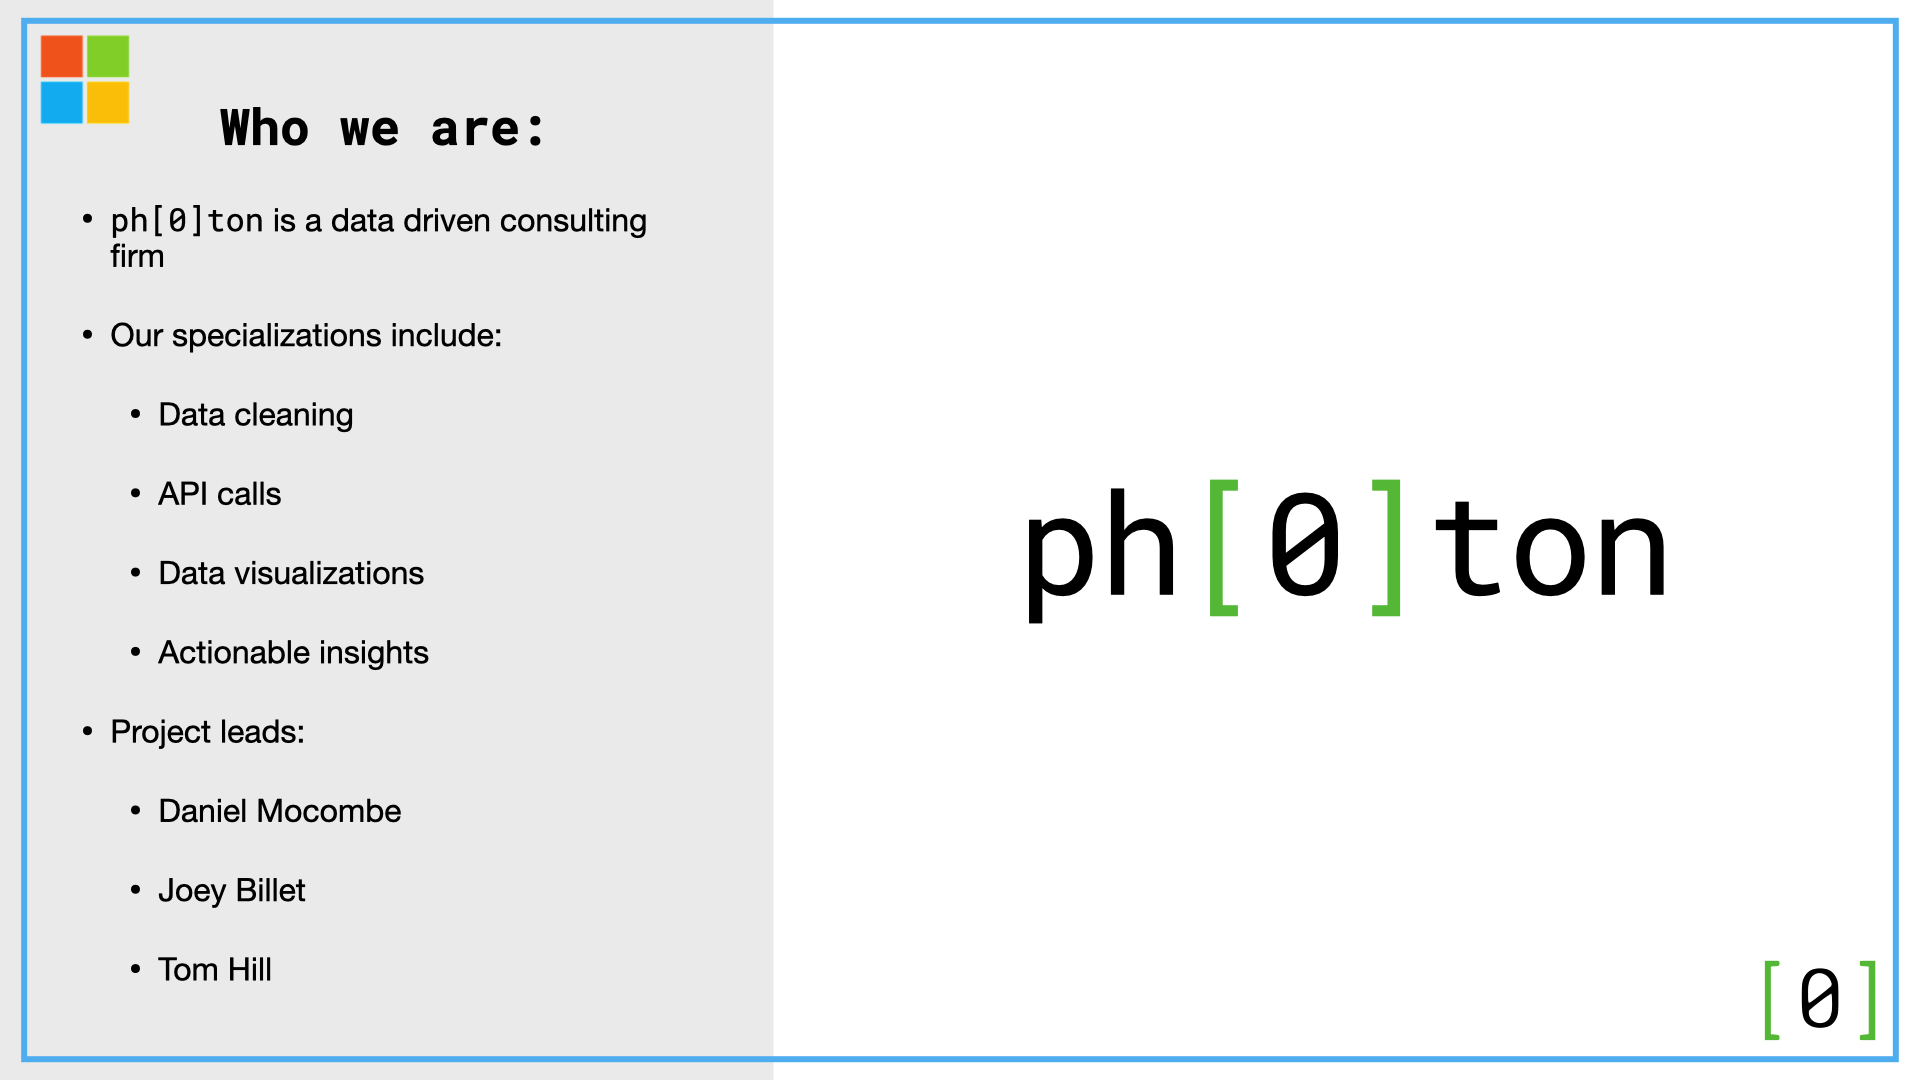 Who we are:
• ph[0]ton is a data driven consulting
firm
• Our specializations include:
• Data cleaning
• API calls
• Data visualizations
• Actionable insights
• Project leads:
• Daniel Mocombe
• Joey Billet
• Tom Hill
ph[0]ton
[0]